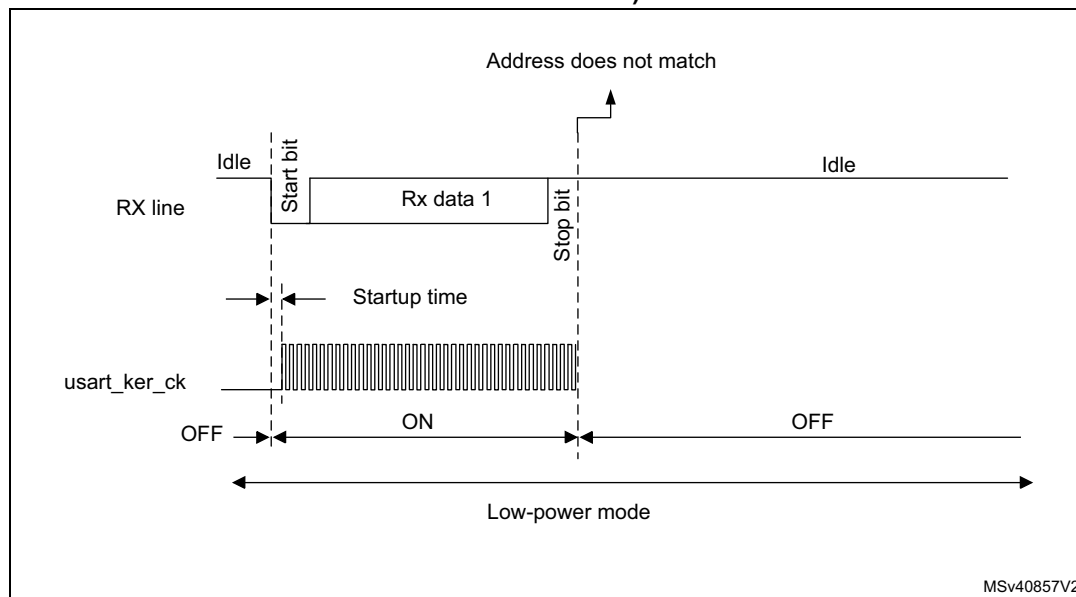 Address does not match
Idle
Start bit
Rx data 1
Stop bit
Idle
RX line
Startup time
usart_ker_ck
OFF
ON
OFF
Low-power mode
MSv40857V2